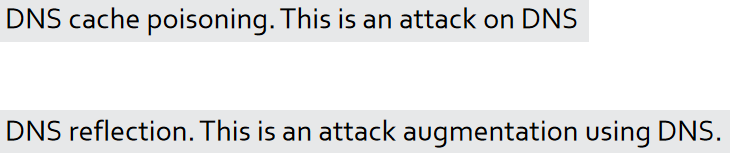 DNS cache poisoning. This is an attack on DNS
DNS reflection. This is an attack augmentation using DNS.